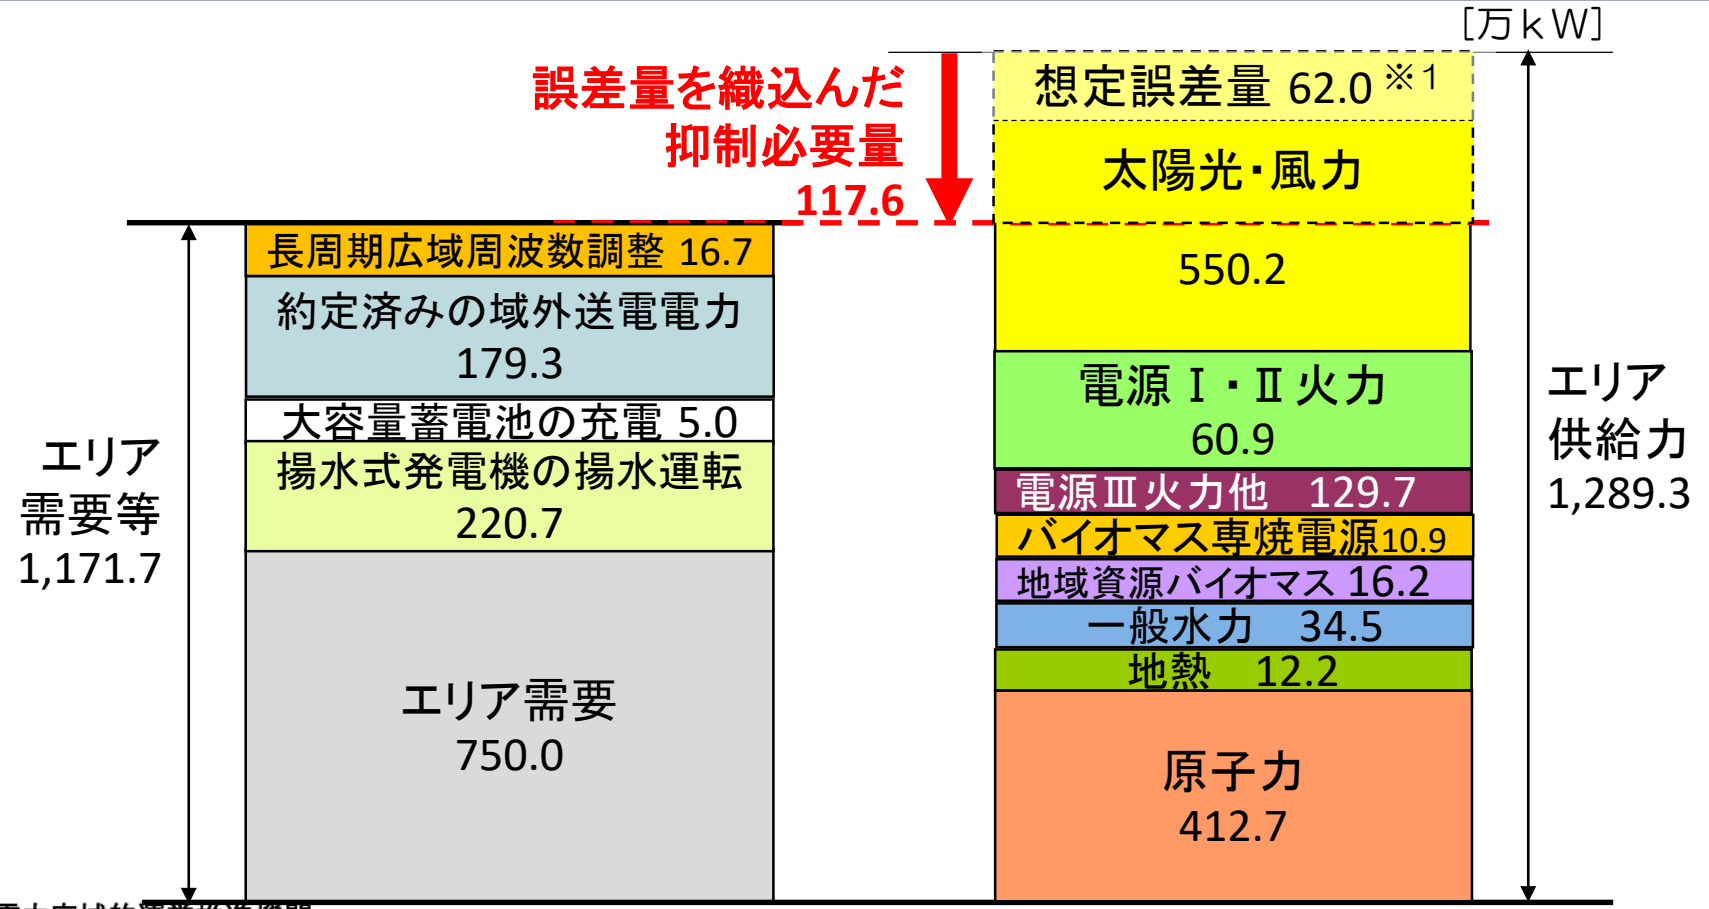 [万kW]
誤差量を織込んだ
抑制必要量
117.6
長周期広域周波数調整 16.7
約定済みの域外送電電力
179.3
大容量蓄電池の充電 5.0
揚水式発電機の揚水運転
220.7
エリア需要
750.0
エリア
需要等
1,171.7
想定誤差量 62.0 ※1
太陽光・風力
550.2
電源Ⅰ・Ⅱ火力
60.9
電源Ⅲ火力他 129.7
バイオマス専焼電源10.9
地域資源バイオマス 16.2
一般水力 34.5
地熱 12.2
原子力
412.7
エリア
供給力
1,289.3